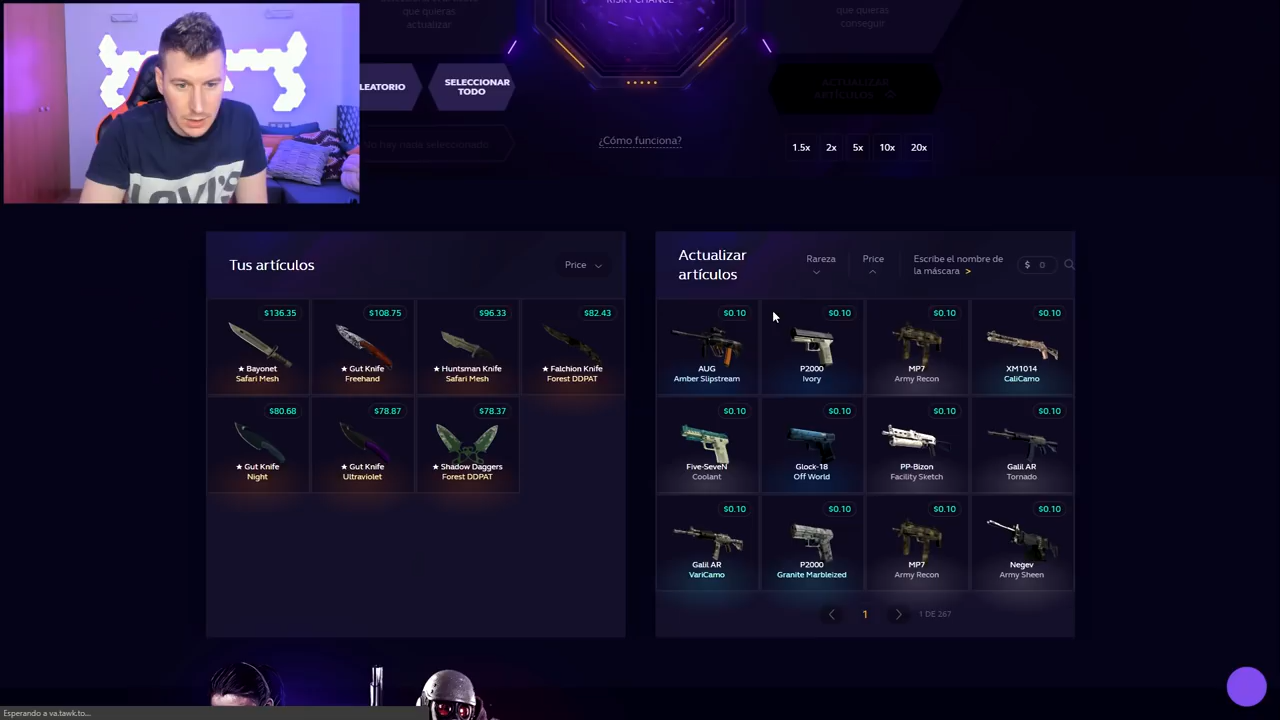 RISKY CHANCE
que quieras
actualizar
que quieras
conseguir
LEATORIO
SELECCIONAR
TODO
ACTUALIZAR
ARTÍCULOS
No hay nada seleccionado
¿Cómo funciona?
1.5x
2x
5x
10x
20x
LEVI'S
Tus artículos
Price
Actualizar
artículos
Rareza
Price
Escribe el nombre de
la máscara >
$ 0
$136.35
★ Bayonet
Safari Mesh
$108.75
★ Gut Knife
Freehand
$96.33
★ Huntsman Knife
Safari Mesh
$82.43
★ Falchion Knife
Forest DDPAT
$80.68
★ Gut Knife
Night
$78.87
★ Gut Knife
Ultraviolet
$78.37
★ Shadow Daggers
Forest DDPAT
$0.10
AUG
Amber Slipstream
$0.10
P2000
Ivory
$0.10
MP7
Army Recon
$0.10
XM1014
CaliCamo
$0.10
Five-SeveN
Coolant
$0.10
Glock-18
Off World
$0.10
PP-Bizon
Facility Sketch
$0.10
Galil AR
Tornado
$0.10
Galil AR
VariCamo
$0.10
P2000
Granite Marbleized
$0.10
MP7
Army Recon
$0.10
Negev
Army Sheen
1
1 DE 267
Esperando a va.tawk.to...